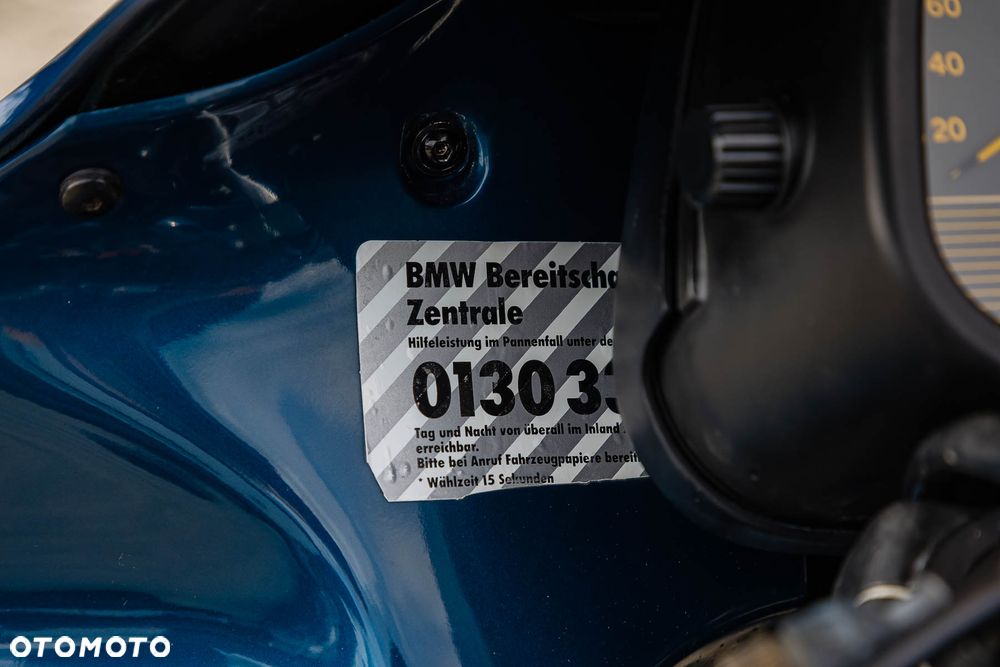 60
40
20
BMW Bereitscha
Zentrale
Hilfeleistung im Pannenfall unter de
0130 33
Tag und Nacht von überall im Inland
erreichbar.
Bitte bei Anruf Fahrzeugpapiere bereit
* Wählzeit 15 Sekunden
OTOMOTO